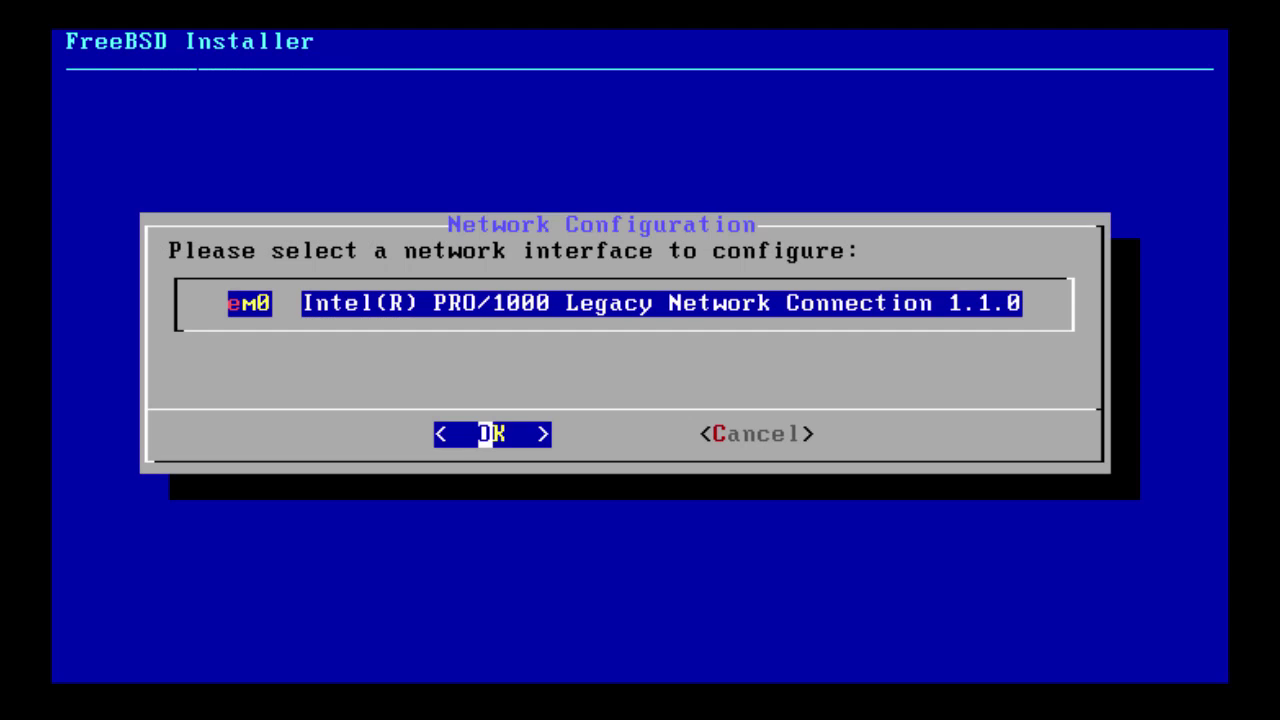 FreeBSD Installer
Network Configuration
Please select a network interface to configure:
em0 Intel(R) PRO/1000 Legacy Network Connection 1.1.0
< OK > <Cancel>